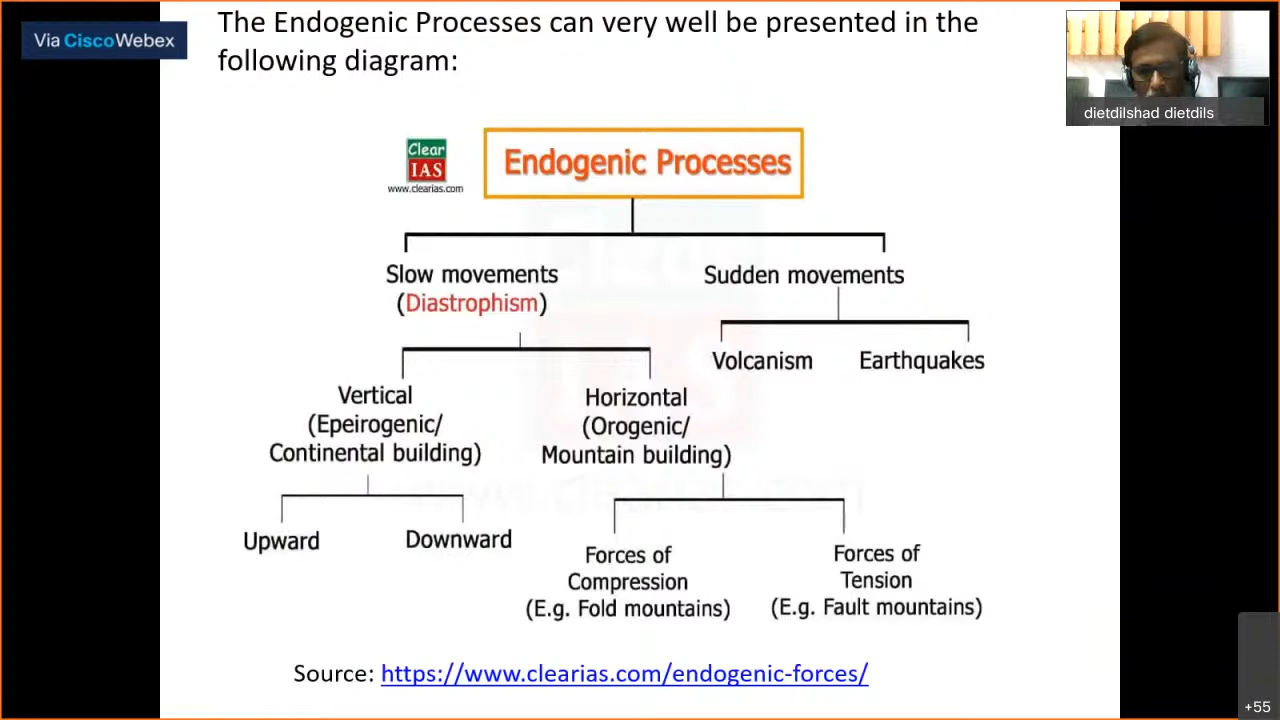 Via CiscoWebex
The Endogenic Processes can very well be presented in the
following diagram:
dietdilshad dietdils
Clear
IAS
www.clearias.com
Endogenic Processes
Slow movements
(Diastrophism)
Sudden movements
Volcanism
Earthquakes
Vertical
(Epeirogenic/
Continental building)
Horizontal
(Orogenic/
Mountain building)
Upward
Downward
Forces of
Compression
(E.g. Fold mountains)
Forces of
Tension
(E.g. Fault mountains)
Source: https://www.clearias.com/endogenic-forces/
+55